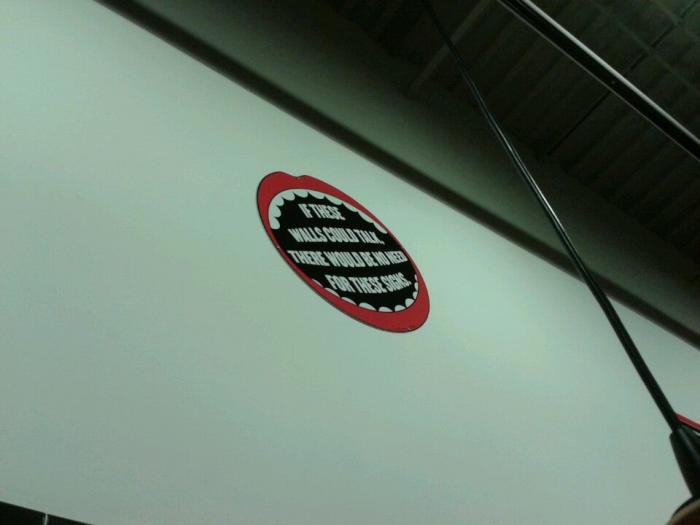 IF THESE
WALLS COULD TALK
THERE WOULD BE NO NEED
FOR THESE SIGNS